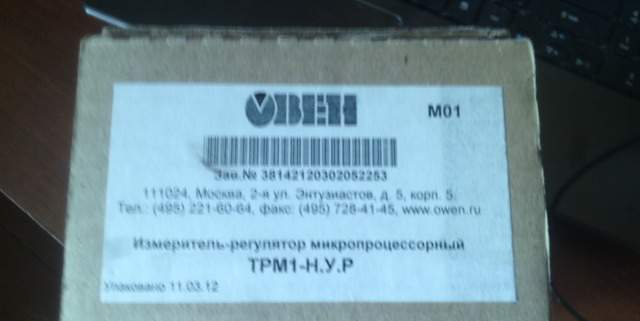 ОВЕН
М01
Зав.№ 38142120302052253
111024, Москва, 2-я ул. Энтузиастов, д. 5, корп. 5.
Тел.: (495) 221-60-64, факс: (495) 728-41-45, www.owen.ru
Измеритель-регулятор микропроцессорный
ТРМ1-Н.У.Р
Упаковано 11.03.12